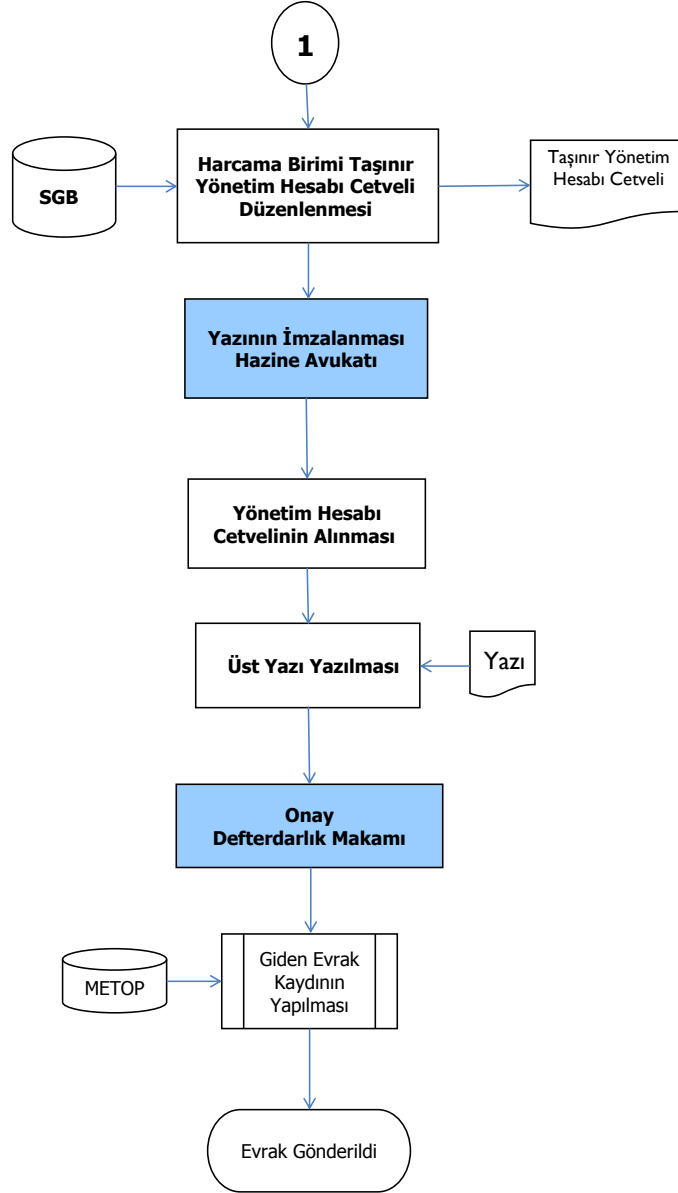 1
SGB
Harcama Birimi Taşınır
Yönetim Hesabı Cetveli
Düzenlenmesi
Taşınır Yönetim
Hesabı Cetveli
Yazının İmzalanması
Hazine Avukatı
Yönetim Hesabı
Cetvelinin Alınması
Üst Yazı Yazılması
Yazı
Onay
Defterdarlık Makamı
METOP
Giden Evrak
Kaydının
Yapılması
Evrak Gönderildi